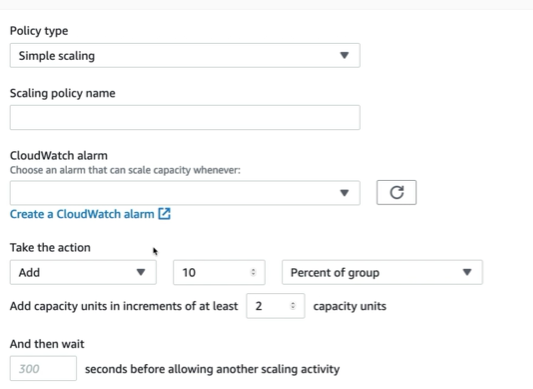 Policy type
Simple scaling
Scaling policy name
CloudWatch alarm
Choose an alarm that can scale capacity whenever:
Create a CloudWatch alarm
Take the action
Add 10 Percent of group
Add capacity units in increments of at least 2 capacity units
And then wait
300 seconds before allowing another scaling activity